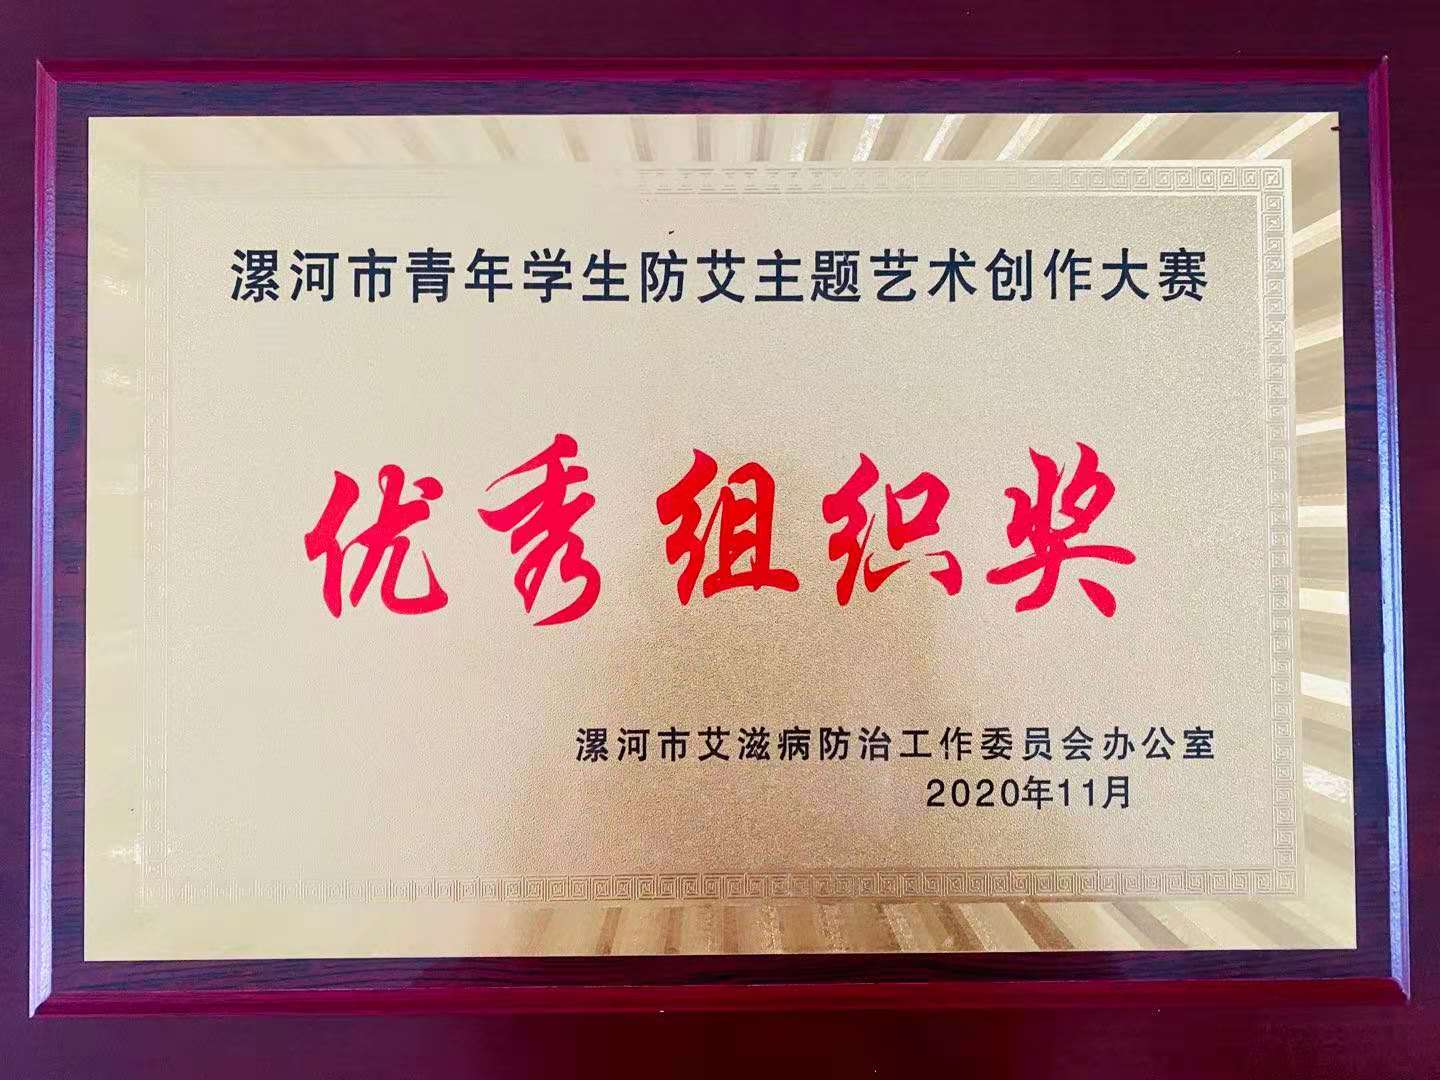 漯河市青年学生防艾主题艺术创作大赛
优秀组织奖
漯河市艾滋病防治工作委员会办公室
2020年11月